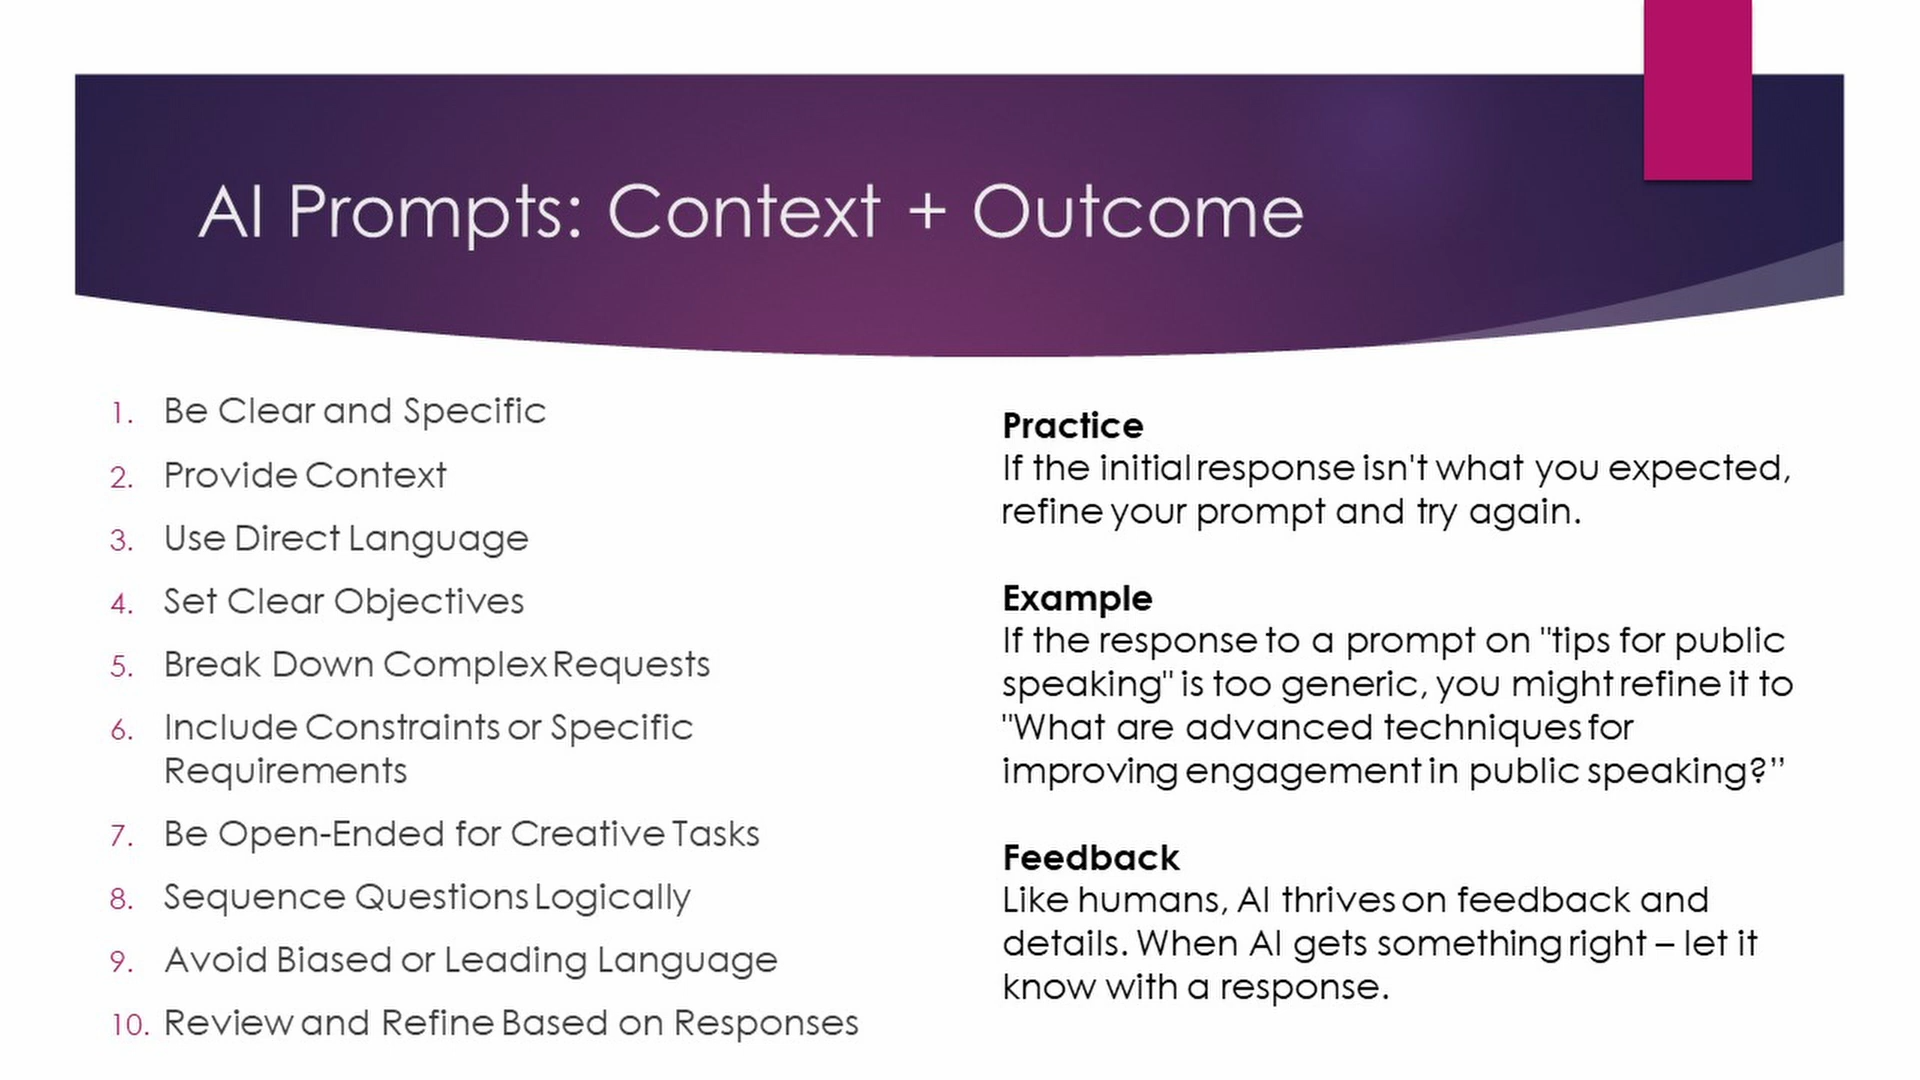 AI Prompts: Context + Outcome
1. Be Clear and Specific
2. Provide Context
3. Use Direct Language
4. Set Clear Objectives
5. Break Down Complex Requests
6. Include Constraints or Specific
Requirements
7. Be Open-Ended for Creative Tasks
8. Sequence Questions Logically
9. Avoid Biased or Leading Language
10. Review and Refine Based on Responses
Practice
If the initial response isn't what you expected,
refine your prompt and try again.
Example
If the response to a prompt on "tips for public
speaking" is too generic, you might refine it to
"What are advanced techniques for
improving engagement in public speaking?”
Feedback
Like humans, AI thrives on feedback and
details. When AI gets something right – let it
know with a response.